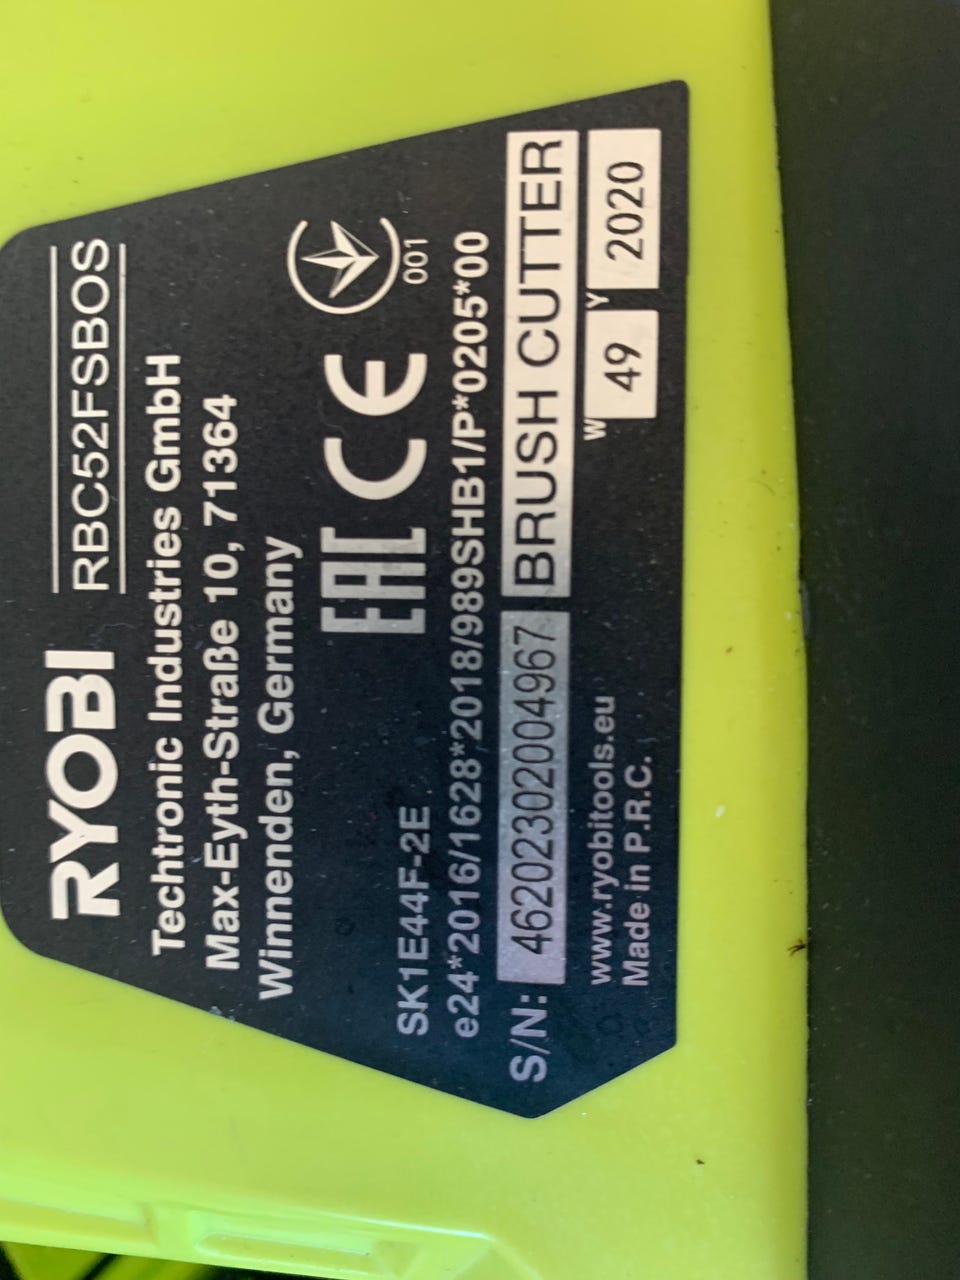 RYOBI RBC52FSBOS
Techtronic Industries GmbH
Max-Eyth-Straße 10, 71364
Winnenden, Germany
EAC CE 001
SK1E44F-2E
e24*2016/1628*2018/989SHB1/P*0205*00
S/N: 46202302004967 BRUSH CUTTER
www.ryobitools.eu W 49 Y 2020
Made in P.R.C.